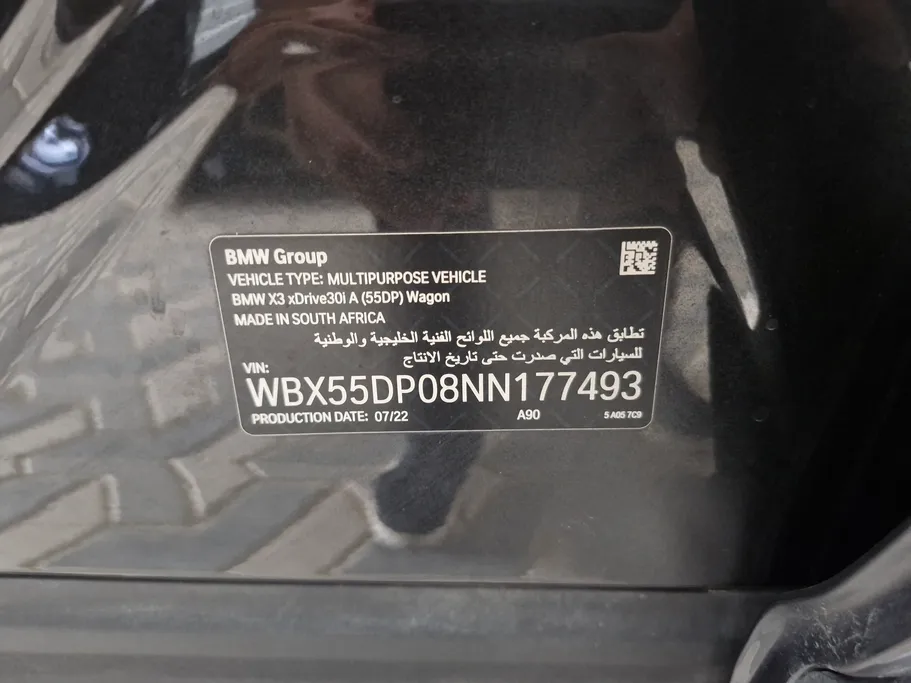 BMW Group
VEHICLE TYPE: MULTIPURPOSE VEHICLE
BMW X3 xDrive30i A (55DP) Wagon
MADE IN SOUTH AFRICA
تطابق هذه المركبة جميع اللوائح الفنية الخليجية والوطنية
للسيارات التي صدرت حتى تاريخ الانتاج
VIN:
WBX55DP08NN177493
PRODUCTION DATE: 07/22 A90 5 A05 7C9